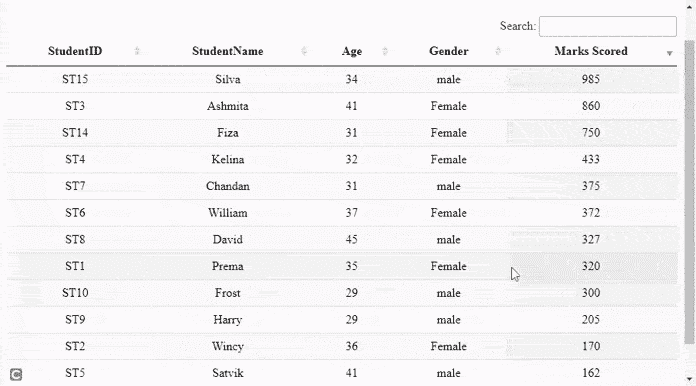 Search:
StudentID StudentName Age Gender Marks Scored
ST15 Silva 34 male 985
ST3 Ashmita 41 Female 860
ST14 Fiza 31 Female 750
ST4 Kelina 32 Female 433
ST7 Chandan 31 male 375
ST6 William 37 Female 372
ST8 David 45 male 327
ST1 Prema 35 Female 320
ST10 Frost 29 male 300
ST9 Harry 29 male 205
ST2 Wincy 36 Female 170
ST5 Satvik 41 male 162